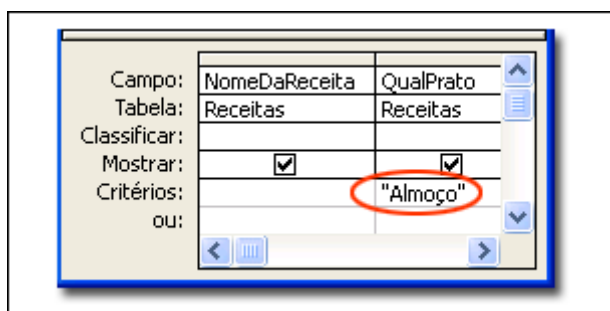 Campo: NomeDaReceita QualPrato
Tabela: Receitas Receitas
Classificar:
Mostrar:
Critérios: "Almoço"
ou: